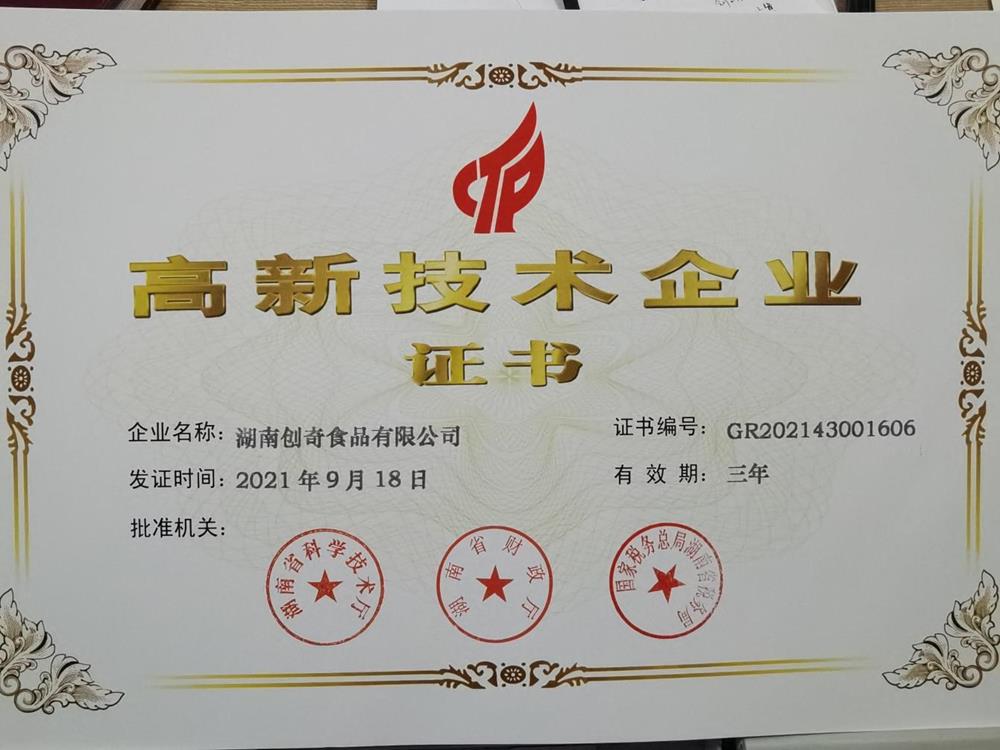 CTP
高新技术企业
证书
企业名称：湖南创奇食品有限公司
证书编号：GR202143001606
发证时间：2021年9月18日
有效期：三年
批准机关：
湖南省科学技术厅
湖南省财政厅
国家税务总局湖南省税务局